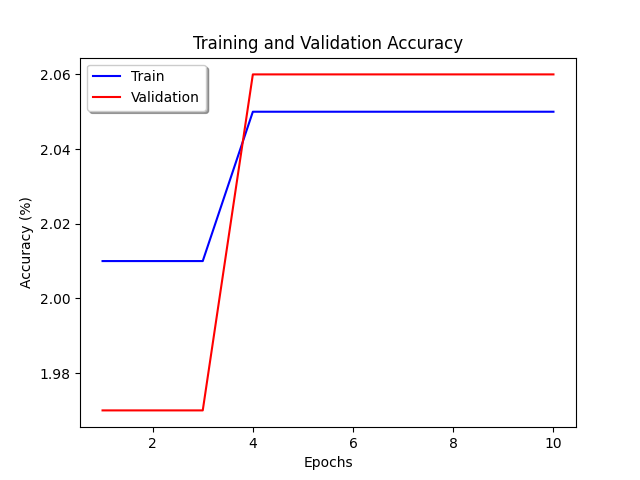 Training and Validation Accuracy
Train
Validation
2.06
2.04
2.02
2.00
1.98
Accuracy (%)
2
4
6
8
10
Epochs